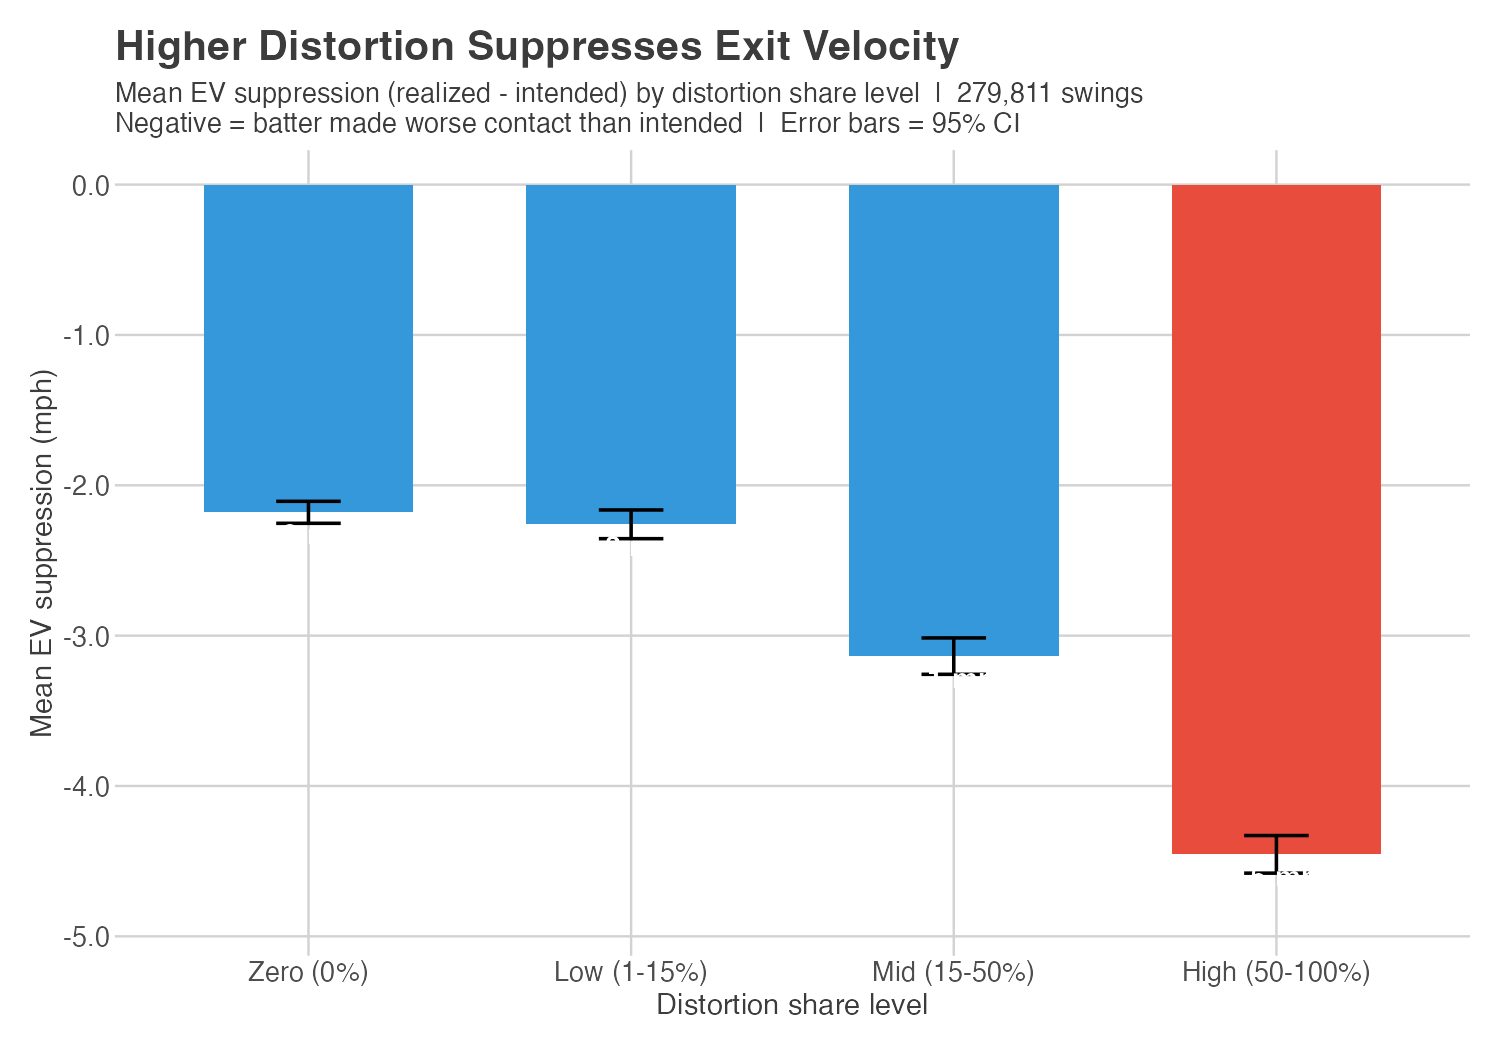 Higher Distortion Suppresses Exit Velocity
Mean EV suppression (realized - intended) by distortion share level | 279,811 swings
Negative = batter made worse contact than intended | Error bars = 95% CI
Mean EV suppression (mph)
0.0
-1.0
-2.0
-3.0
-4.0
-5.0
Zero (0%)
Low (1-15%)
Mid (15-50%)
High (50-100%)
Distortion share level